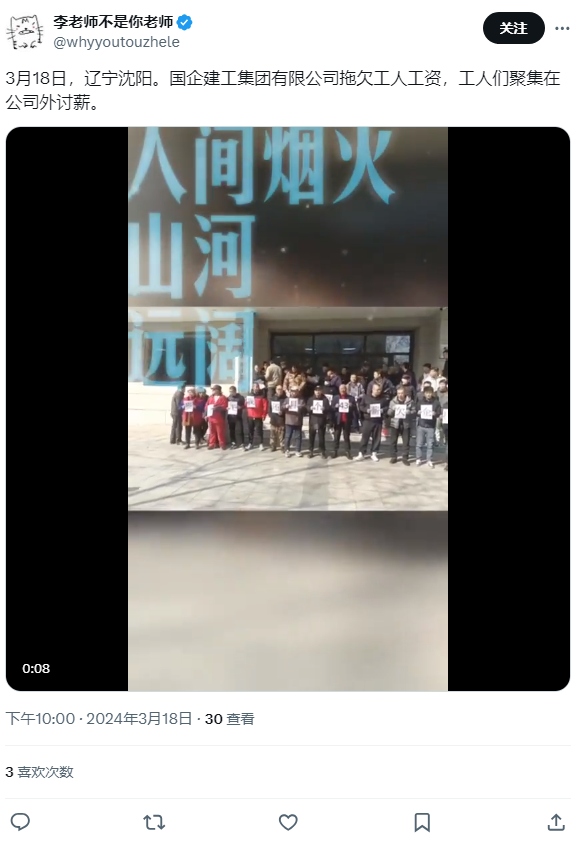 李老师不是你老师
@whyyoutouzhele
关注
3月18日，辽宁沈阳。国企建工集团有限公司拖欠工人工资，工人们聚集在
公司外讨薪。
人间烟火
山河
远阔
0:08
下午10:00 · 2024年3月18日 · 30 查看
3 喜欢次数